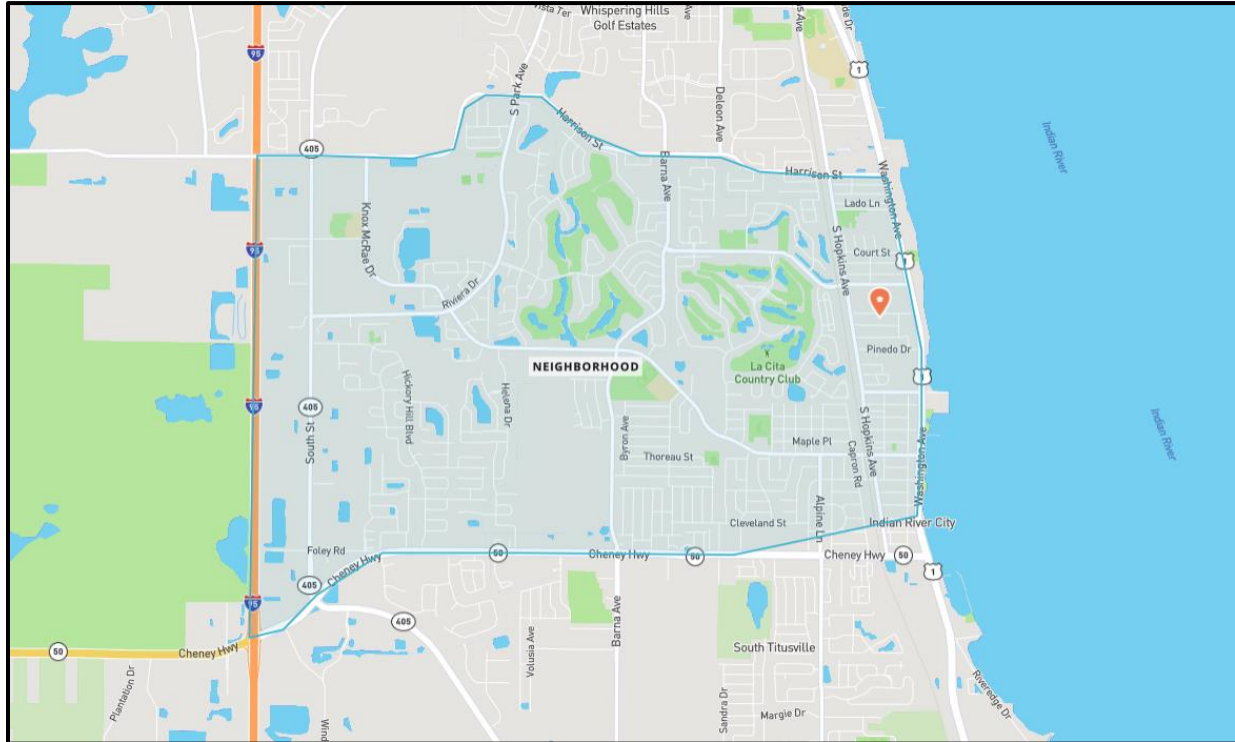 Vista Ter
Whispering Hills
Golf Estates
S Park Ave
Deleon Ave
Ave
de Dr
1
95
405
Harrison St
Barna Ave
Harrison St
Washington Ave
Indian River
Lado Ln
Knox McRae Dr
S Hopkins Ave
Court St
95
1
Riviera Dr
Pinedo Dr
NEIGHBORHOOD
La Cita
Country Club
Hickory Hill Blvd
Helena Dr
95
405
South St
Byron Ave
Thoreau St
Maple Pl
S Hopkins Ave
Capron Rd
Washington Ave
Indian River
Alpine Ln
Cleveland St
Indian River City
Foley Rd
Cheney Hwy
50
Cheney Hwy
50
Cheney Hwy
50
1
405
95
405
50
Cheney Hwy
Barna Ave
Volusia Ave
South Titusville
Plantation Dr
Wind
Sandra Dr
Margie Dr
Riveredge Dr